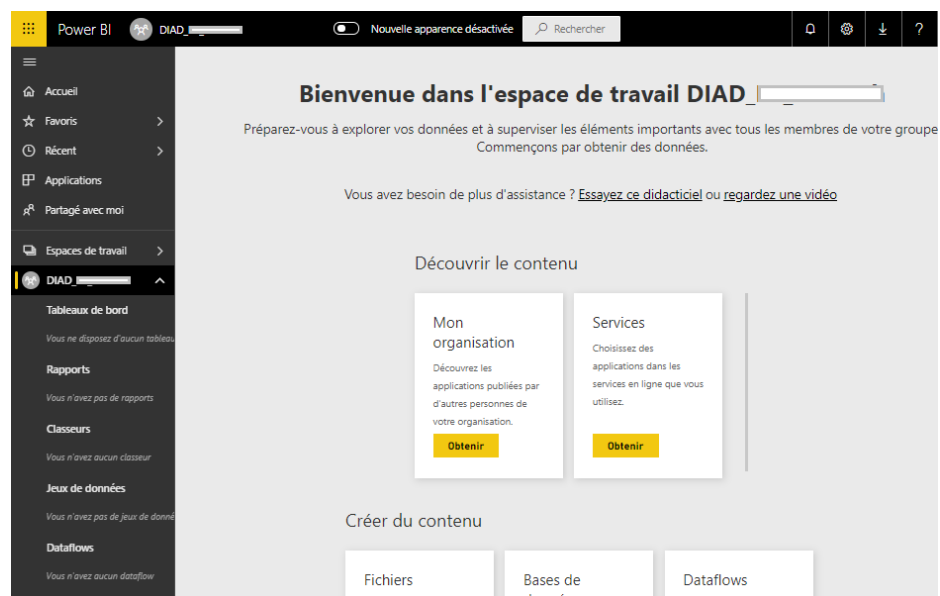 Power BI
DIAD_
Nouvelle apparence désactivée
Rechercher
?
Accueil
Favoris
Récent
Applications
Partagé avec moi
Espaces de travail
DIAD_
Tableaux de bord
Vous ne disposez d'aucun tableau
Rapports
Vous n'avez pas de rapports
Classeurs
Vous n'avez aucun classeur
Jeux de données
Vous n'avez pas de jeux de donné
Dataflows
Vous n'avez aucun dataflow
Bienvenue dans l'espace de travail DIAD_
Préparez-vous à explorer vos données et à superviser les éléments importants avec tous les membres de votre groupe
Commençons par obtenir des données.
Vous avez besoin de plus d'assistance ? Essayez ce didacticiel ou regardez une vidéo
Découvrir le contenu
Mon
organisation
Découvrez les
applications publiées par
d'autres personnes de
votre organisation.
Obtenir
Services
Choisissez des
applications dans les
services en ligne que vous
utilisez.
Obtenir
Créer du contenu
Fichiers
Bases de
Dataflows